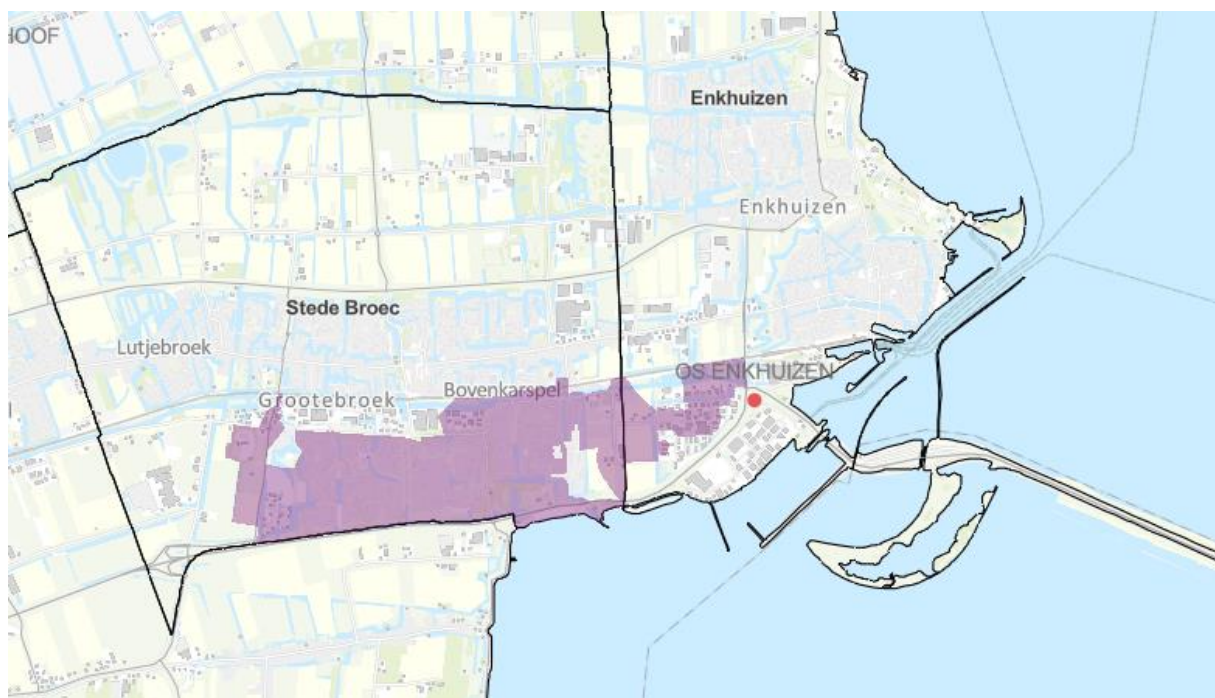 HOOF
Enkhuizen
Enkhuizen
Stede Broec
Lutjebroek
OS ENKHUIZEN
Bovenkarspel
Grootebroek